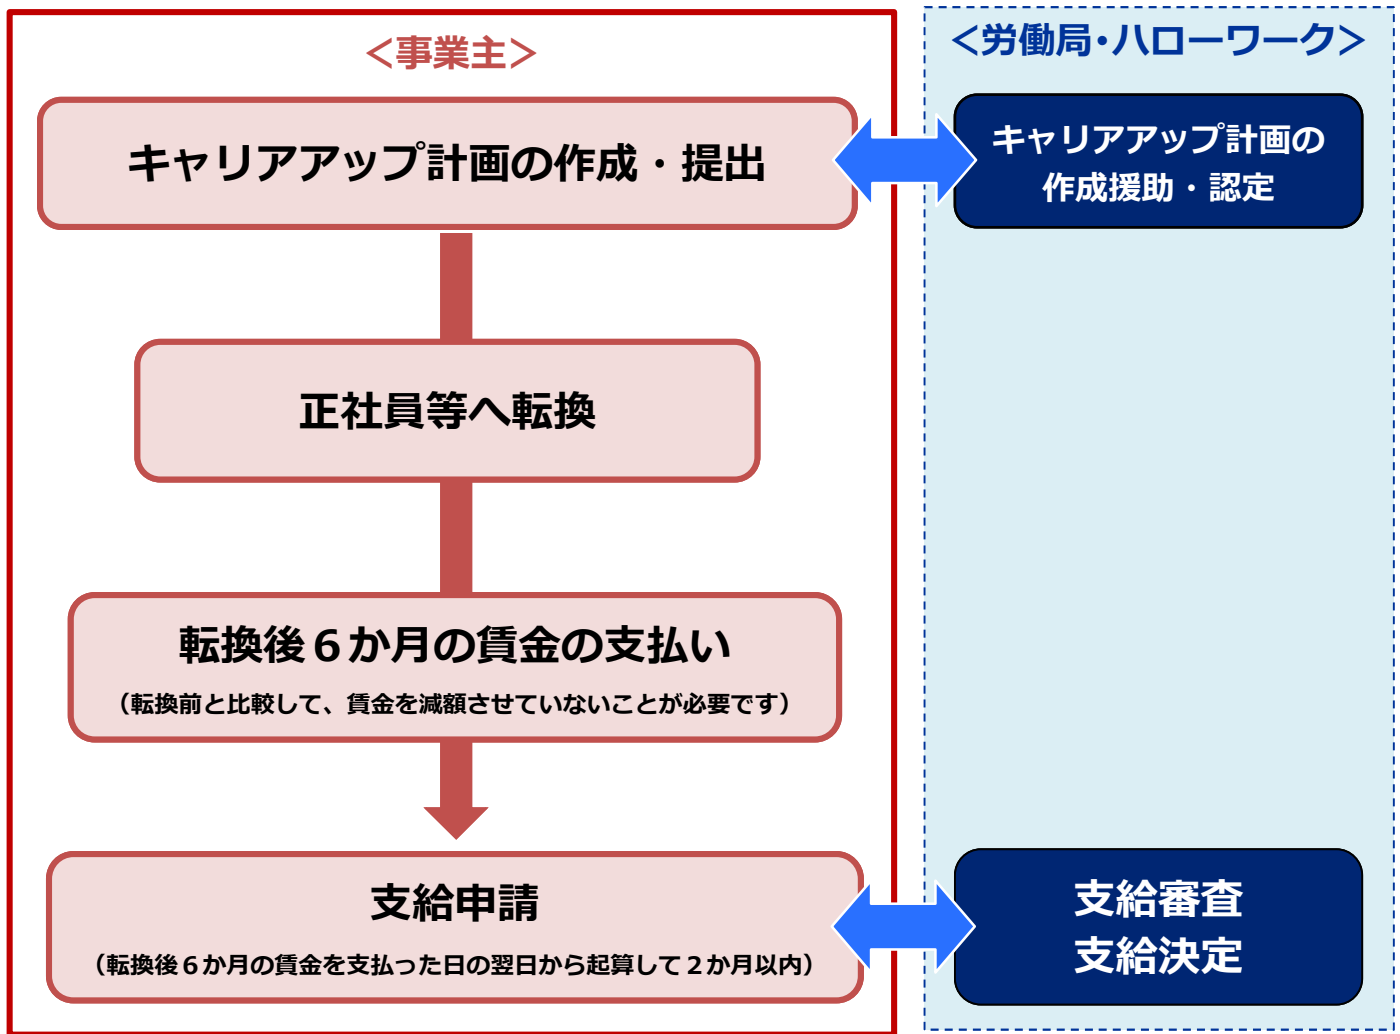 ＜事業主＞
キャリアアップ計画の作成・提出
正社員等へ転換
転換後６か月の賃金の支払い
（転換前と比較して、賃金を減額させていないことが必要です）
支給申請
（転換後６か月の賃金を支払った日の翌日から起算して２か月以内）
＜労働局・ハローワーク＞
キャリアアップ計画の
作成援助・認定
支給審査
支給決定